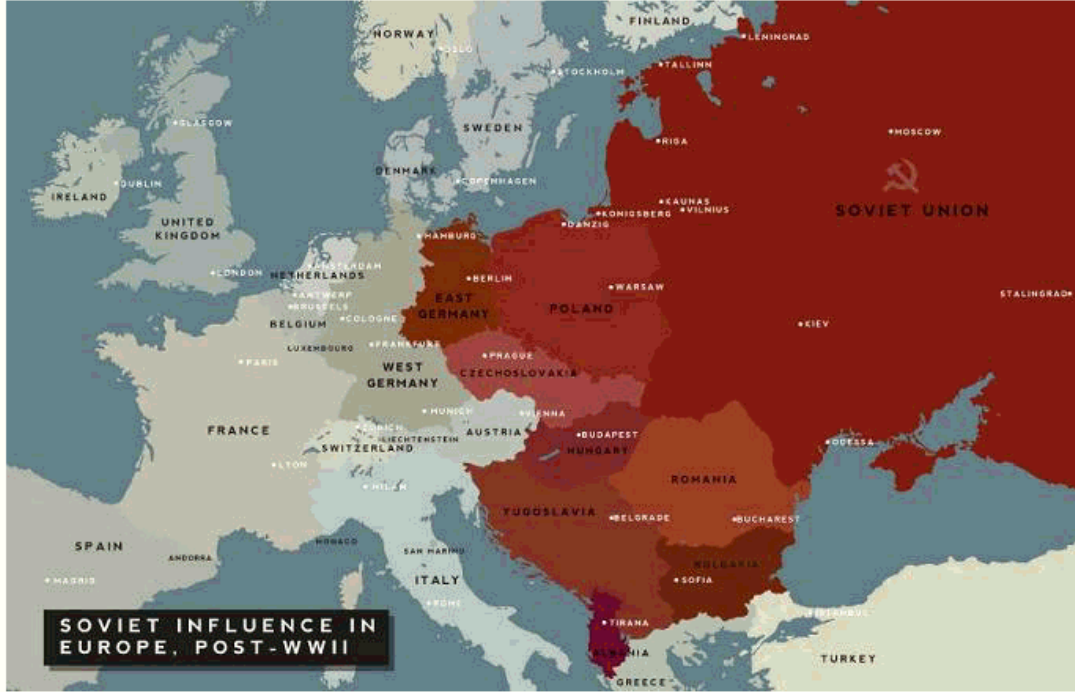 NORWAY
OSLO
FINLAND
LENINGRAD
TALLINN
STOCKHOLM
GLASGOW
SWEDEN
MOSCOW
RIGA
DENMARK
COPENHAGEN
DUBLIN
IRELAND
KAUNAS
VILNIUS
KONIGSBERG
SOVIET UNION
UNITED
KINGDOM
DANZIG
HAMBURG
AMSTERDAM
LONDON
NETHERLANDS
BERLIN
WARSAW
STALINGRAD
ANTWERP
BRUSSELS
EAST
GERMANY
POLAND
COLOGNE
BELGIUM
KIEV
LUXEMBOURG
FRANKFURT
PARIS
PRAGUE
WEST
GERMANY
CZECHOSLOVAKIA
MUNICH
VIENNA
FRANCE
ZURICH
LIECHTENSTEIN
AUSTRIA
BUDAPEST
ODESSA
SWITZERLAND
HUNGARY
LYON
MILAN
ROMANIA
YUGOSLAVIA
BELGRADE
BUCHAREST
SPAIN
ANDORRA
MONACO
SAN MARINO
BULGARIA
MADRID
ITALY
SOFIA
ROME
ISTANBUL
TIRANA
SOVIET INFLUENCE IN
EUROPE, POST-WWII
ALBANIA
TURKEY
GREECE